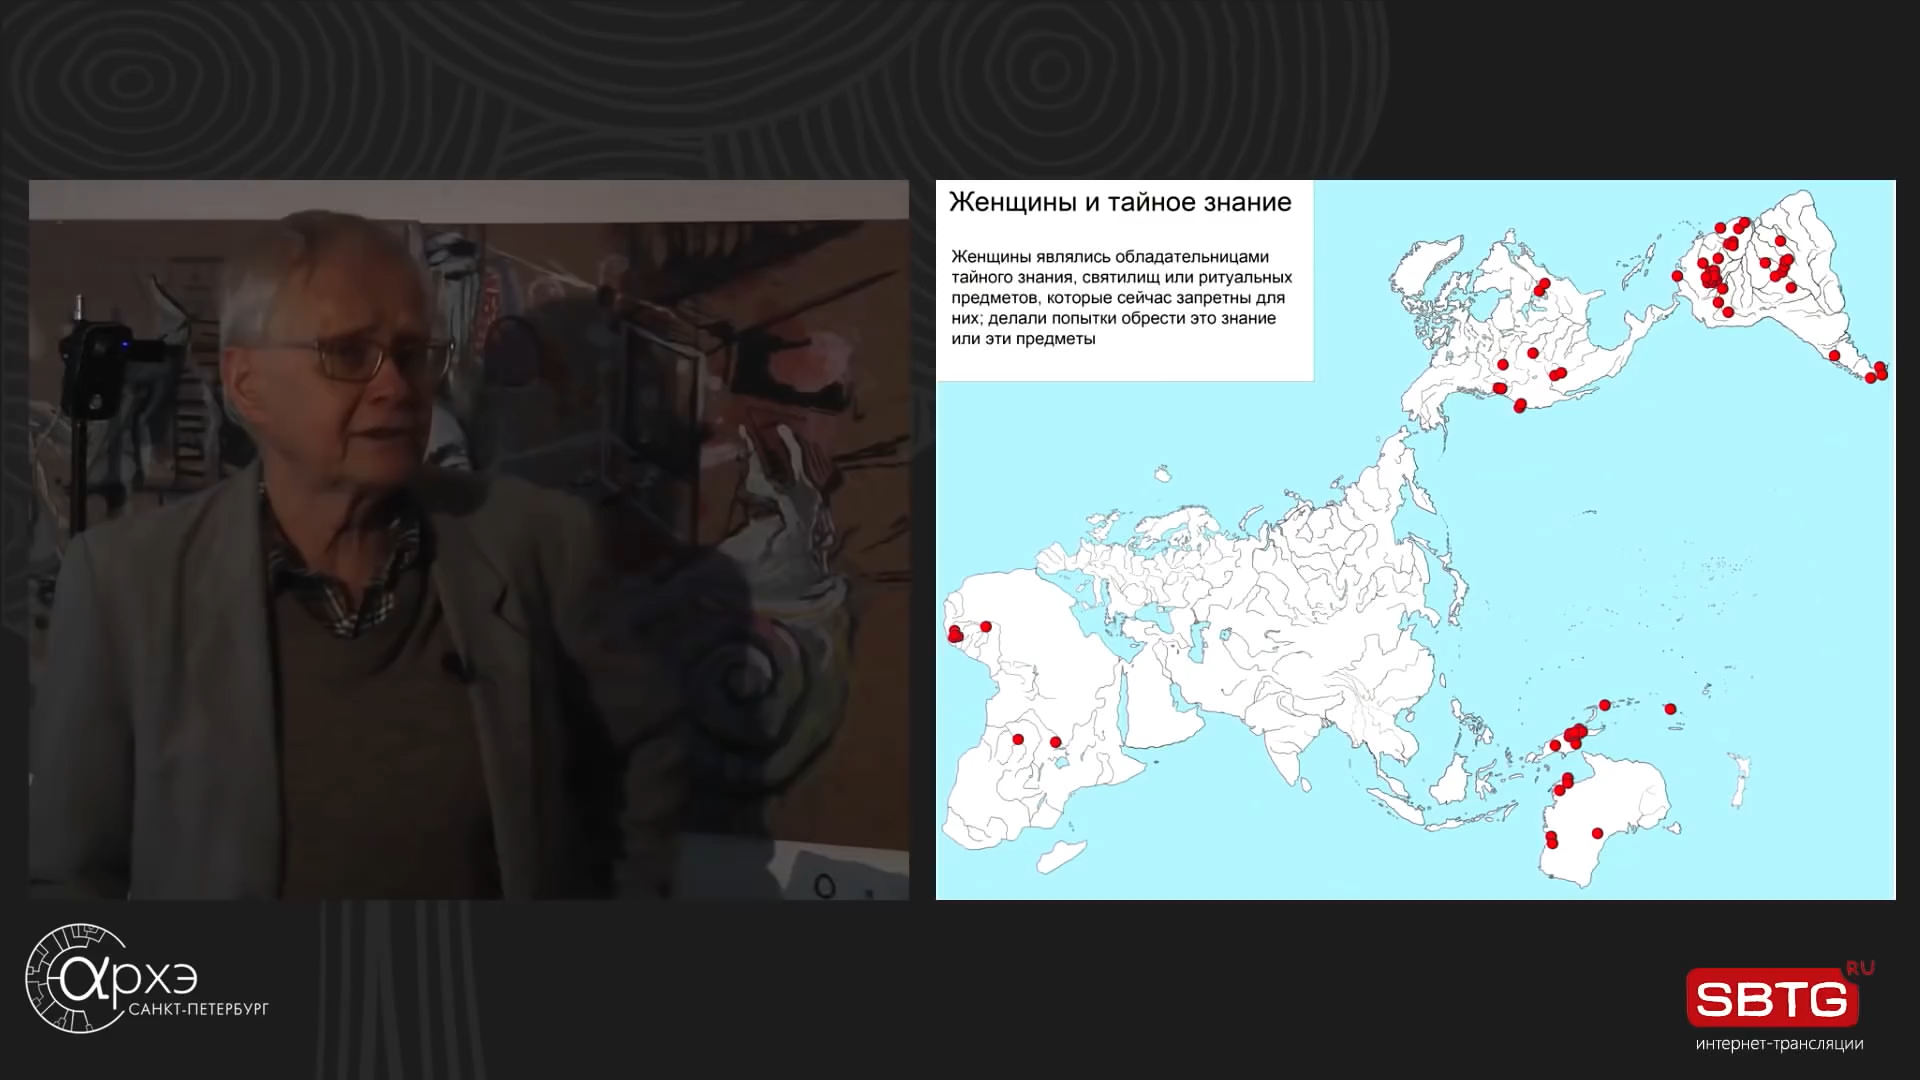 Женщины и тайное знание
Женщины являлись обладательницами
тайного знания, святилищ или ритуальных
предметов, которые сейчас запретны для
них; делали попытки обрести это знание
или эти предметы
αрхэ
САНКТ-ПЕТЕРБУРГ
RU
SBTG
интернет-трансляции